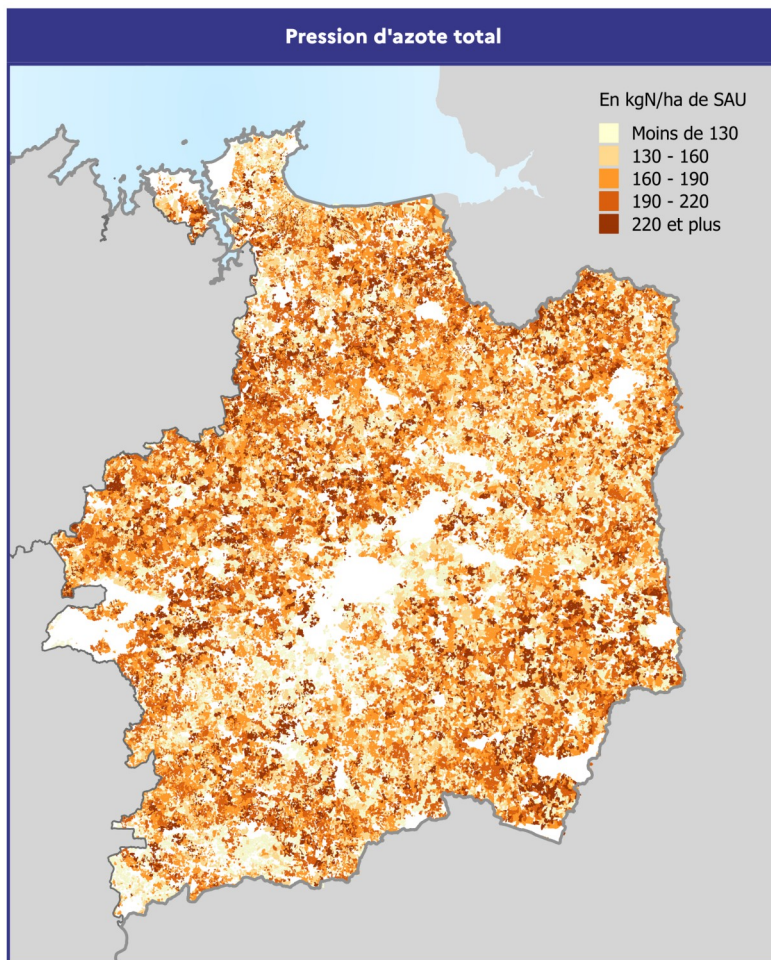 Pression d'azote total
En kgN/ha de SAU
Moins de 130
130 - 160
160 - 190
190 - 220
220 et plus